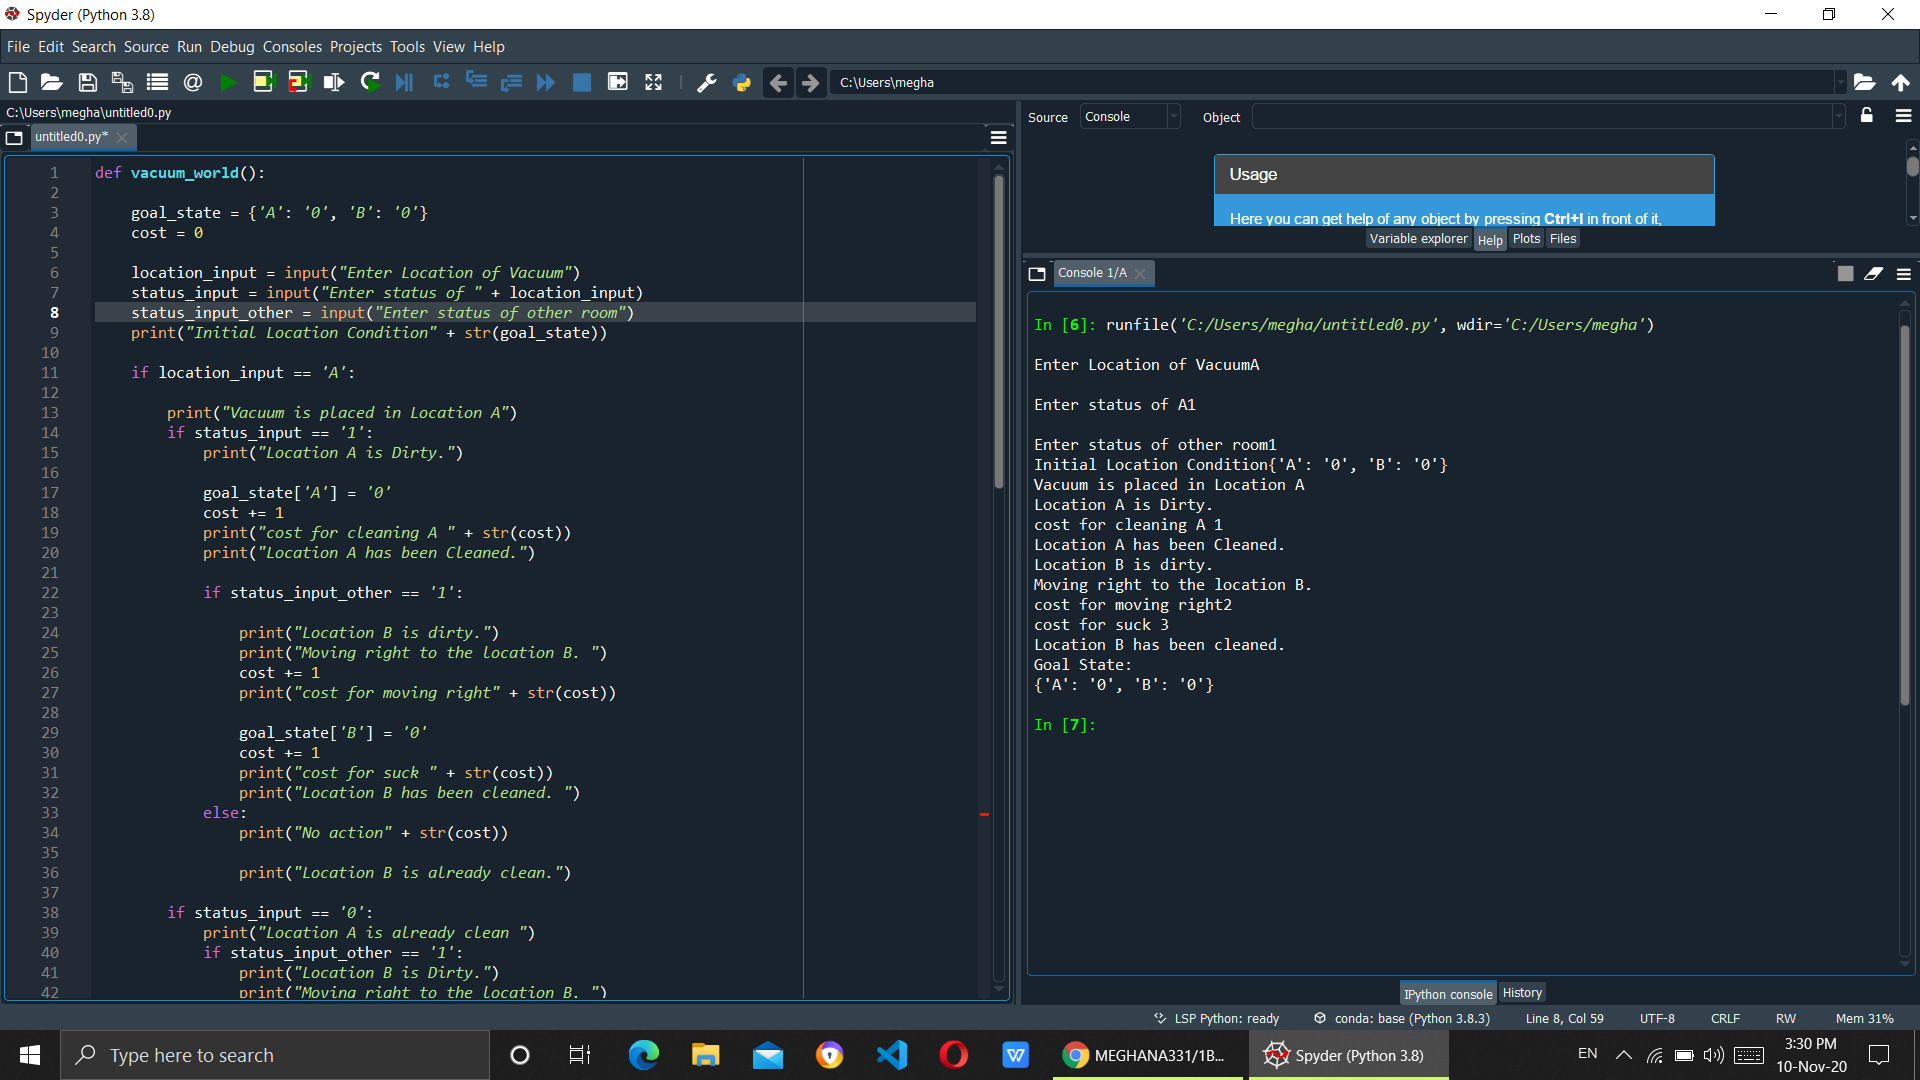 Spyder (Python 3.8)
File Edit Search Source Run Debug Consoles Projects Tools View Help
C:\Users\megha
C:\Users\megha\untitled0.py
untitled0.py*
1 def vacuum_world():
2
3 goal_state = {'A': '0', 'B': '0'}
4 cost = 0
5
6 location_input = input("Enter Location of Vacuum")
7 status_input = input("Enter status of " + location_input)
8 status_input_other = input("Enter status of other room")
9 print("Initial Location Condition" + str(goal_state))
10
11 if location_input == 'A':
12
13 print("Vacuum is placed in Location A")
14 if status_input == '1':
15 print("Location A is Dirty.")
16
17 goal_state['A'] = '0'
18 cost += 1
19 print("cost for cleaning A " + str(cost))
20 print("Location A has been Cleaned.")
21
22 if status_input_other == '1':
23
24 print("Location B is dirty.")
25 print("Moving right to the location B. ")
26 cost += 1
27 print("cost for moving right" + str(cost))
28
29 goal_state['B'] = '0'
30 cost += 1
31 print("cost for suck " + str(cost))
32 print("Location B has been cleaned. ")
33 else:
34 print("No action" + str(cost))
35
36 print("Location B is already clean.")
37
38 if status_input == '0':
39 print("Location A is already clean ")
40 if status_input_other == '1':
41 print("Location B is Dirty.")
42 print("Moving right to the location B. ")
Source Console Object
Usage
Here you can get help of any object by pressing Ctrl+I in front of it,
Variable explorer Help Plots Files
Console 1/A
In [6]: runfile('C:/Users/megha/untitled0.py', wdir='C:/Users/megha')
Enter Location of VacuumA
Enter status of A1
Enter status of other room1
Initial Location Condition{'A': '0', 'B': '0'}
Vacuum is placed in Location A
Location A is Dirty.
cost for cleaning A 1
Location A has been Cleaned.
Location B is dirty.
Moving right to the location B.
cost for moving right2
cost for suck 3
Location B has been cleaned.
Goal State:
{'A': '0', 'B': '0'}
In [7]:
IPython console History
LSP Python: ready conda: base (Python 3.8.3) Line 8, Col 59 UTF-8 CRLF RW Mem 31%
Type here to search
MEGHANA331/1B...
Spyder (Python 3.8)
EN
3:30 PM
10-Nov-20